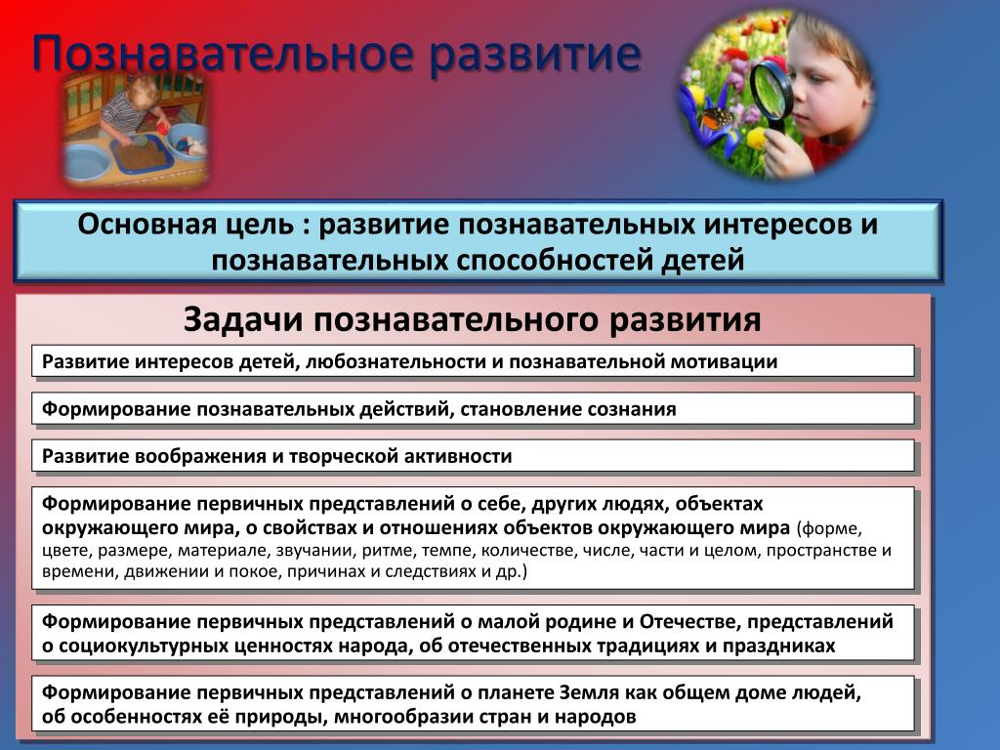 Познавательное развитие
Основная цель : развитие познавательных интересов и
познавательных способностей детей
Задачи познавательного развития
Развитие интересов детей, любознательности и познавательной мотивации
Формирование познавательных действий, становление сознания
Развитие воображения и творческой активности
Формирование первичных представлений о себе, других людях, объектах
окружающего мира, о свойствах и отношениях объектов окружающего мира (форме,
цвете, размере, материале, звучании, ритме, темпе, количестве, числе, части и целом, пространстве и
времени, движении и покое, причинах и следствиях и др.)
Формирование первичных представлений о малой родине и Отечестве, представлений
о социокультурных ценностях народа, об отечественных традициях и праздниках
Формирование первичных представлений о планете Земля как общем доме людей,
об особенностях её природы, многообразии стран и народов